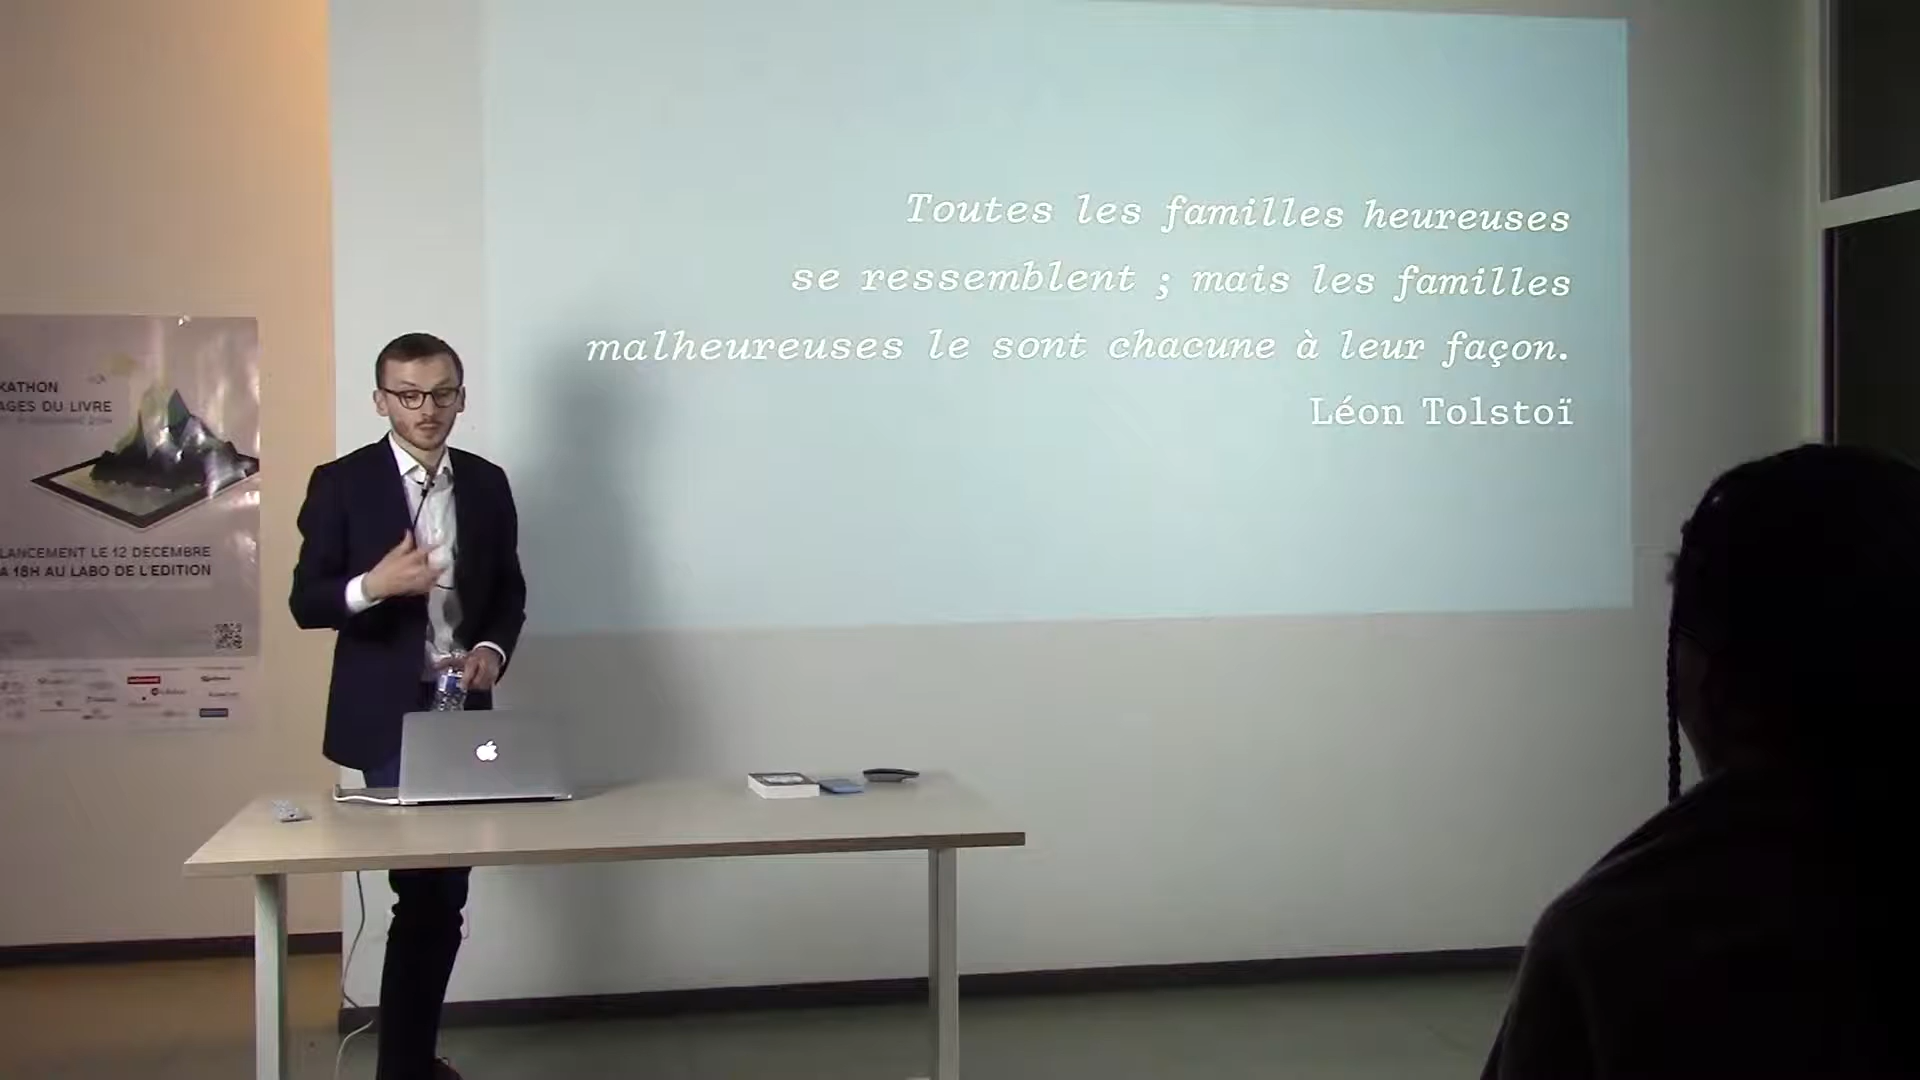 Toutes les familles heureuses
se ressemblent ; mais les familles
malheureuses le sont chacune à leur façon.
Léon Tolstoï
KATHON
AGES DU LIVRE
LANCEMENT LE 12 DECEMBRE
A 18H AU LABO DE L'EDITION